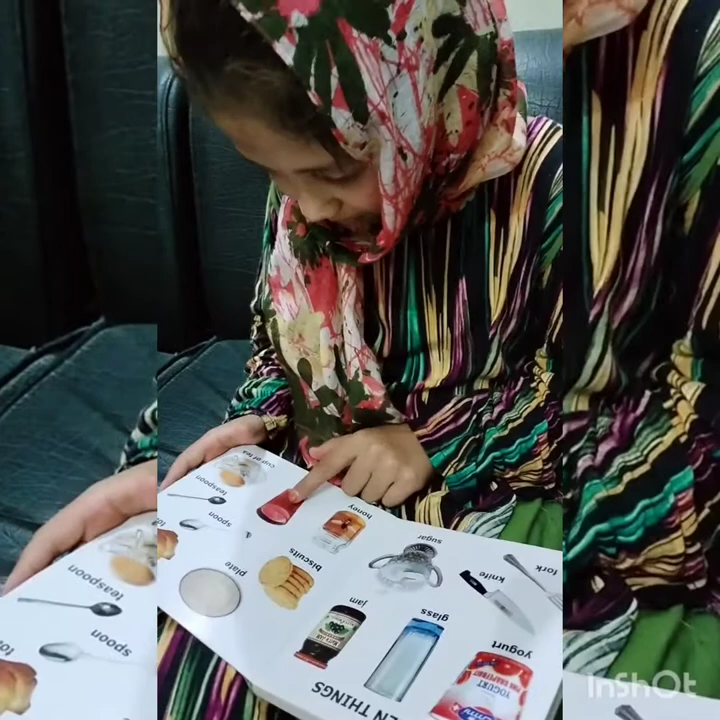 cup of tea
teaspoon
honey
spoon
sugar
biscuits
plate
knife
fork
jam
glass
yogurt
YOGURT
EN THINGS
teaspoon
spoon
InShOt